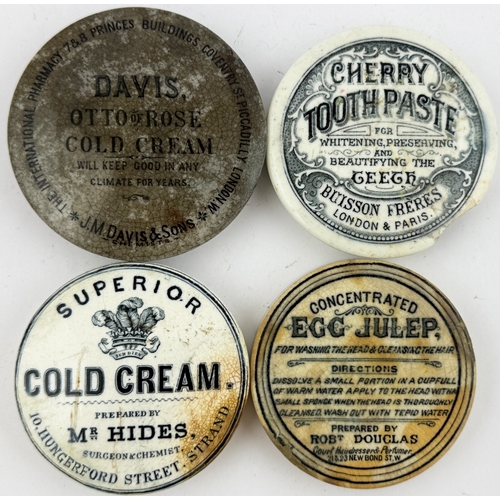 THE INTERNATIONAL PHARMACY 7&8 PRINCES BUILDINGS, COVENTRY ST PICCADILLY LONDON.W.
DAVIS,
OTTO OF ROSE
COLD CREAM
WILL KEEP GOOD IN ANY
CLIMATE FOR YEARS.
J.M. DAVIS & SONS
CHERRY
TOOTH PASTE
FOR
WHITENING, PRESERVING,
AND
BEAUTIFYING THE
TEETH
BUISSON FRÈRES
LONDON & PARIS.
SUPERIOR
COLD CREAM.
PREPARED BY
MR HIDES,
SURGEON & CHEMIST,
10, HUNGERFORD STREET, STRAND
CONCENTRATED
EGG JULEP,
FOR WASHING THE HEAD & CLEANSING THE HAIR
DIRECTIONS
DISSOLVE A SMALL PORTION IN A CUPFULL
OF WARM WATER APPLY TO THE HEAD WITH A
SMALL SPONGE WHEN THE HEAD IS THOROUGHLY
CLEANSED, WASH OUT WITH TEPID WATER
PREPARED BY
ROBT DOUGLAS
Court Hairdresser & Perfumer.
21 & 23 NEW BOND ST. W.